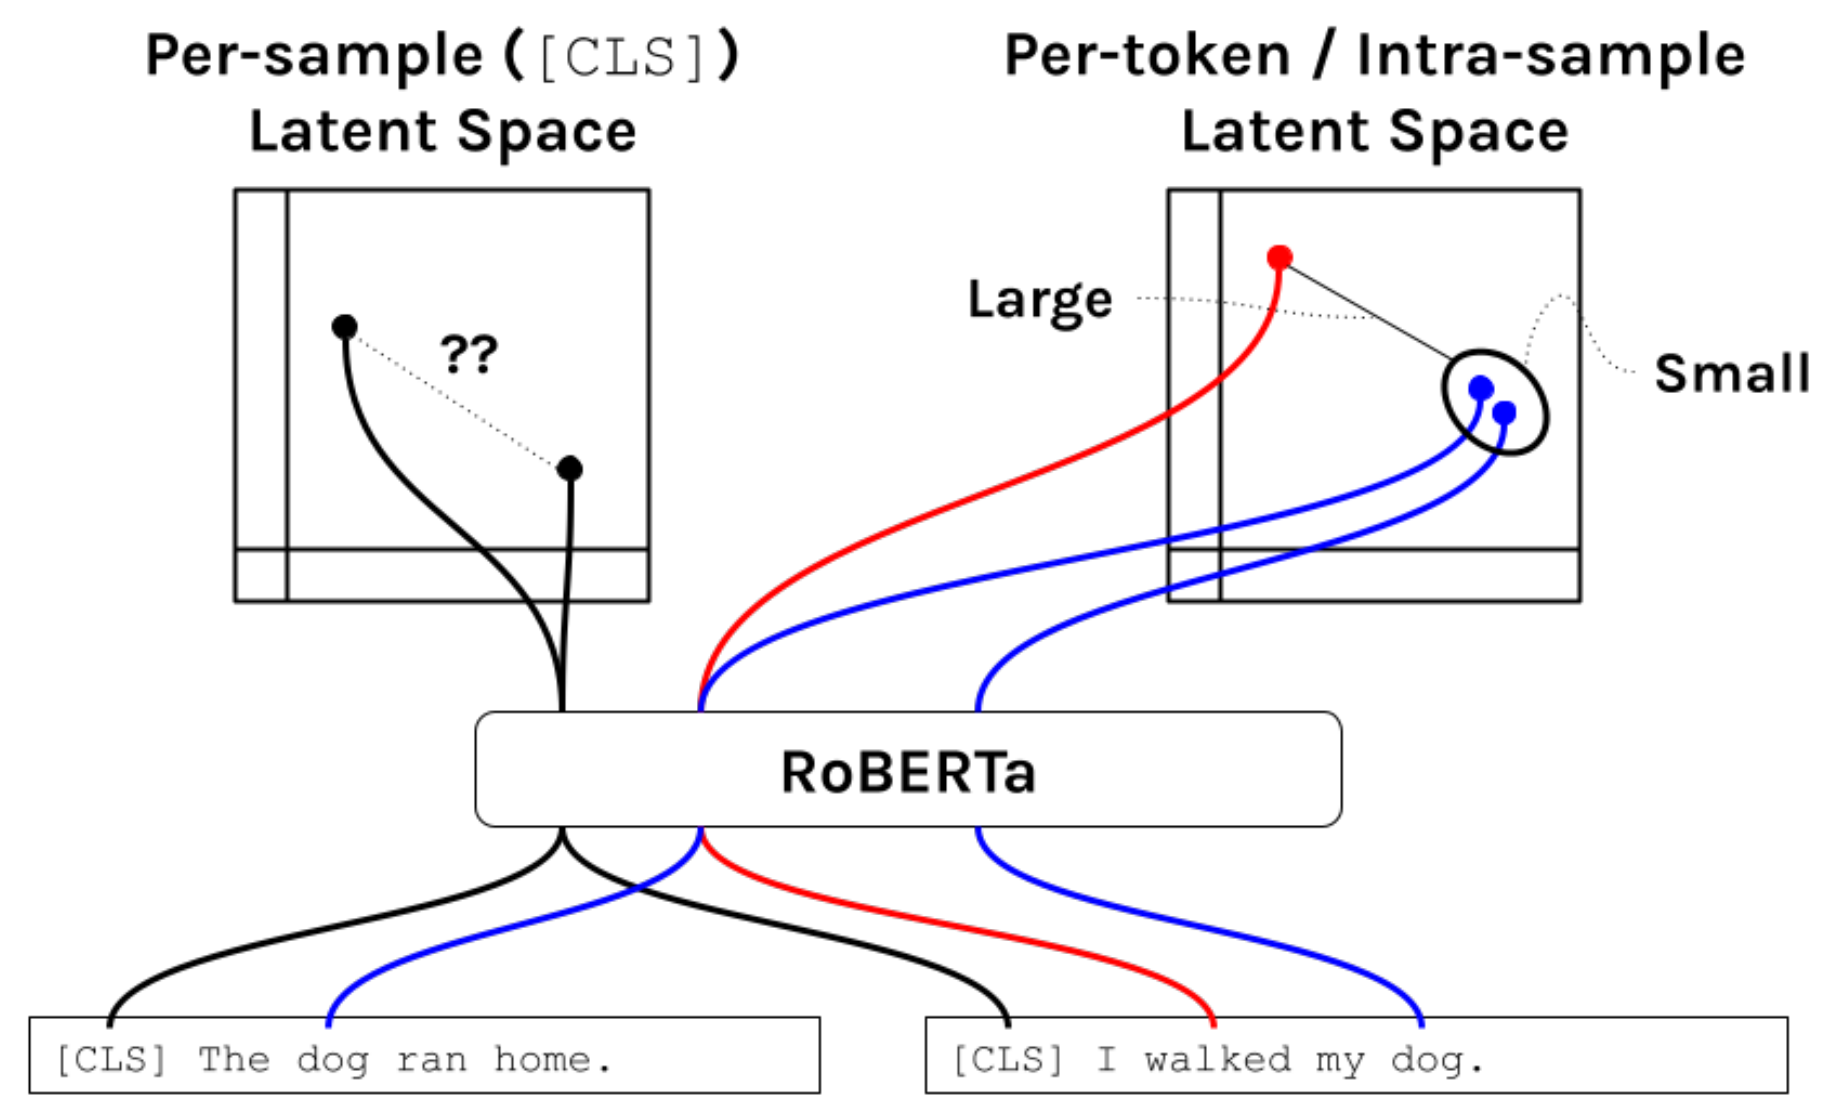 Per-sample ([CLS])
Latent Space
Per-token / Intra-sample
Latent Space
??
Large
Small
RoBERTa
[CLS] The dog ran home.
[CLS] I walked my dog.